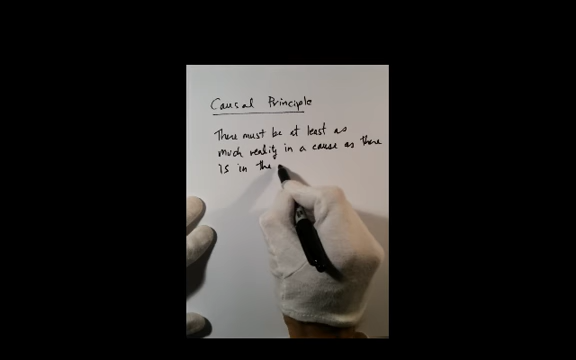 Causal Principle
There must be at least as
much reality in a cause as there
is in the